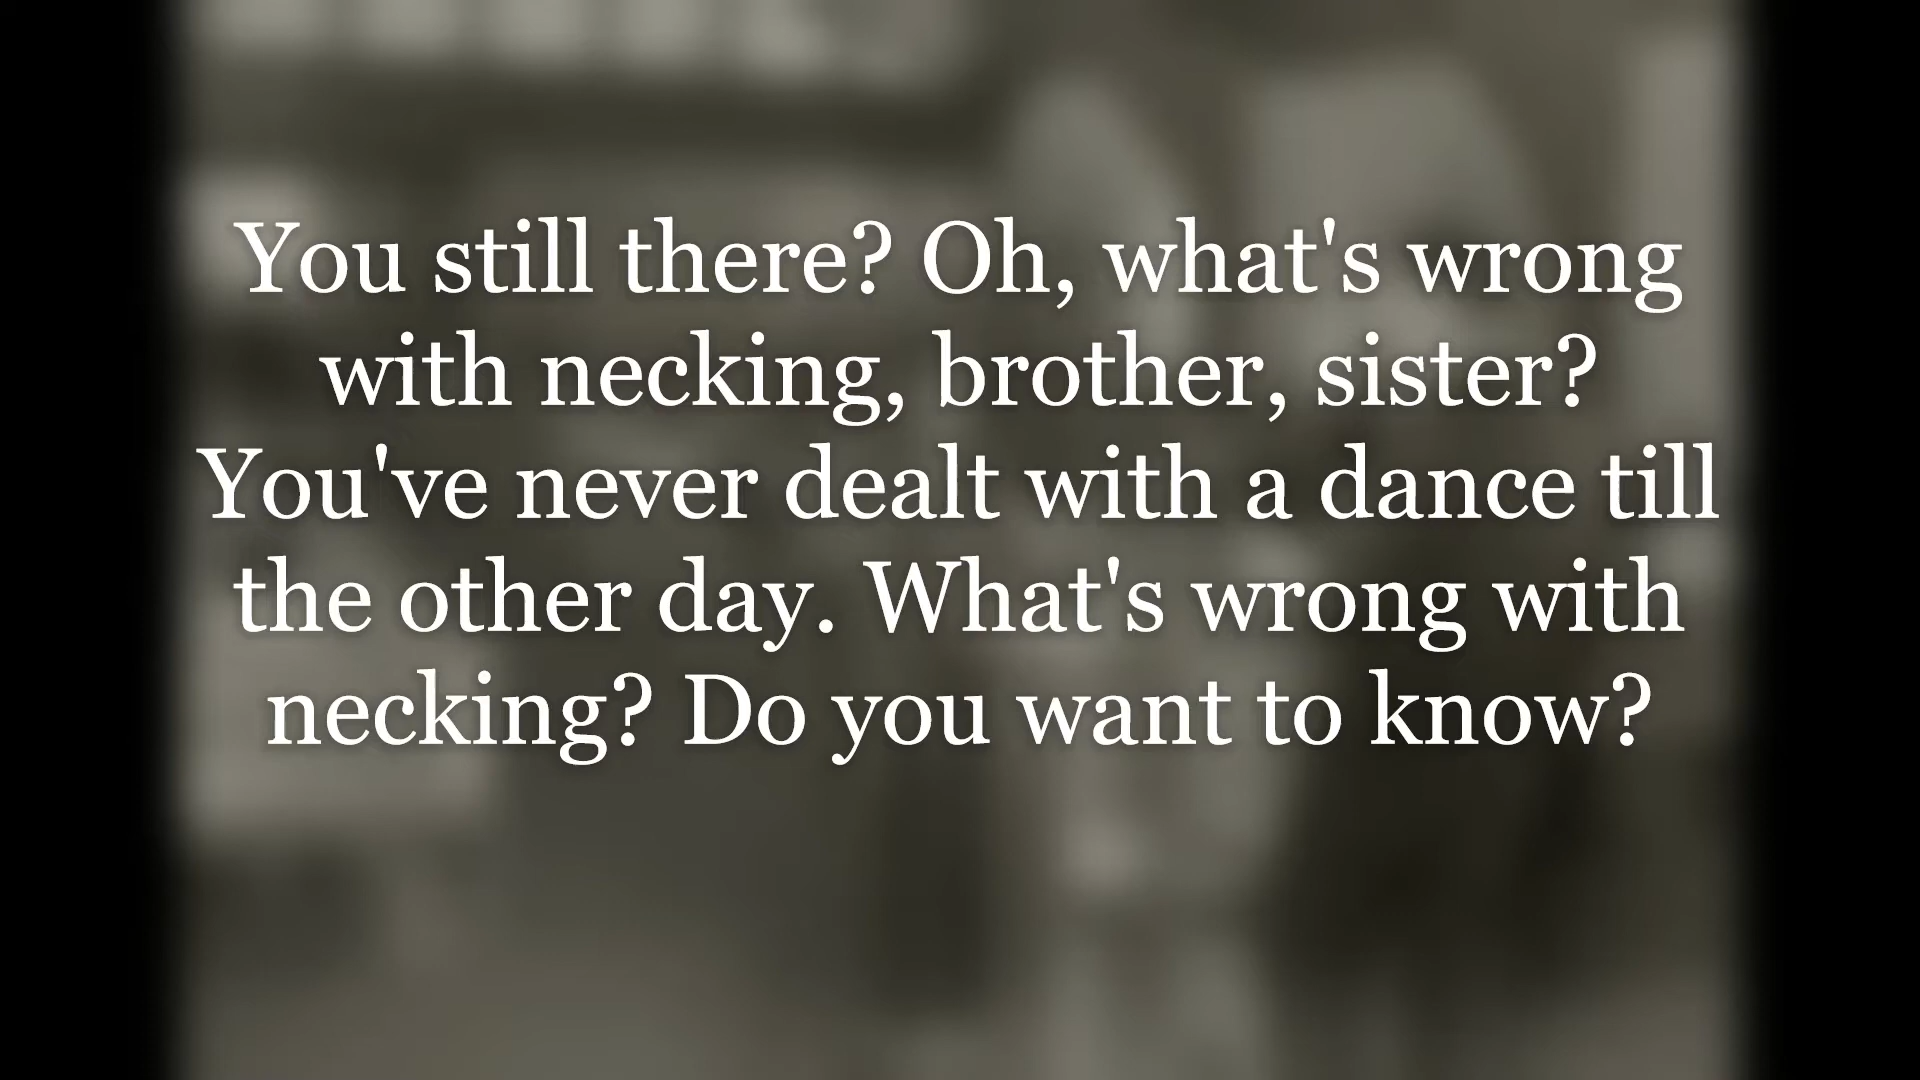 You still there? Oh, what's wrong
with necking, brother, sister?
You've never dealt with a dance till
the other day. What's wrong with
necking? Do you want to know?